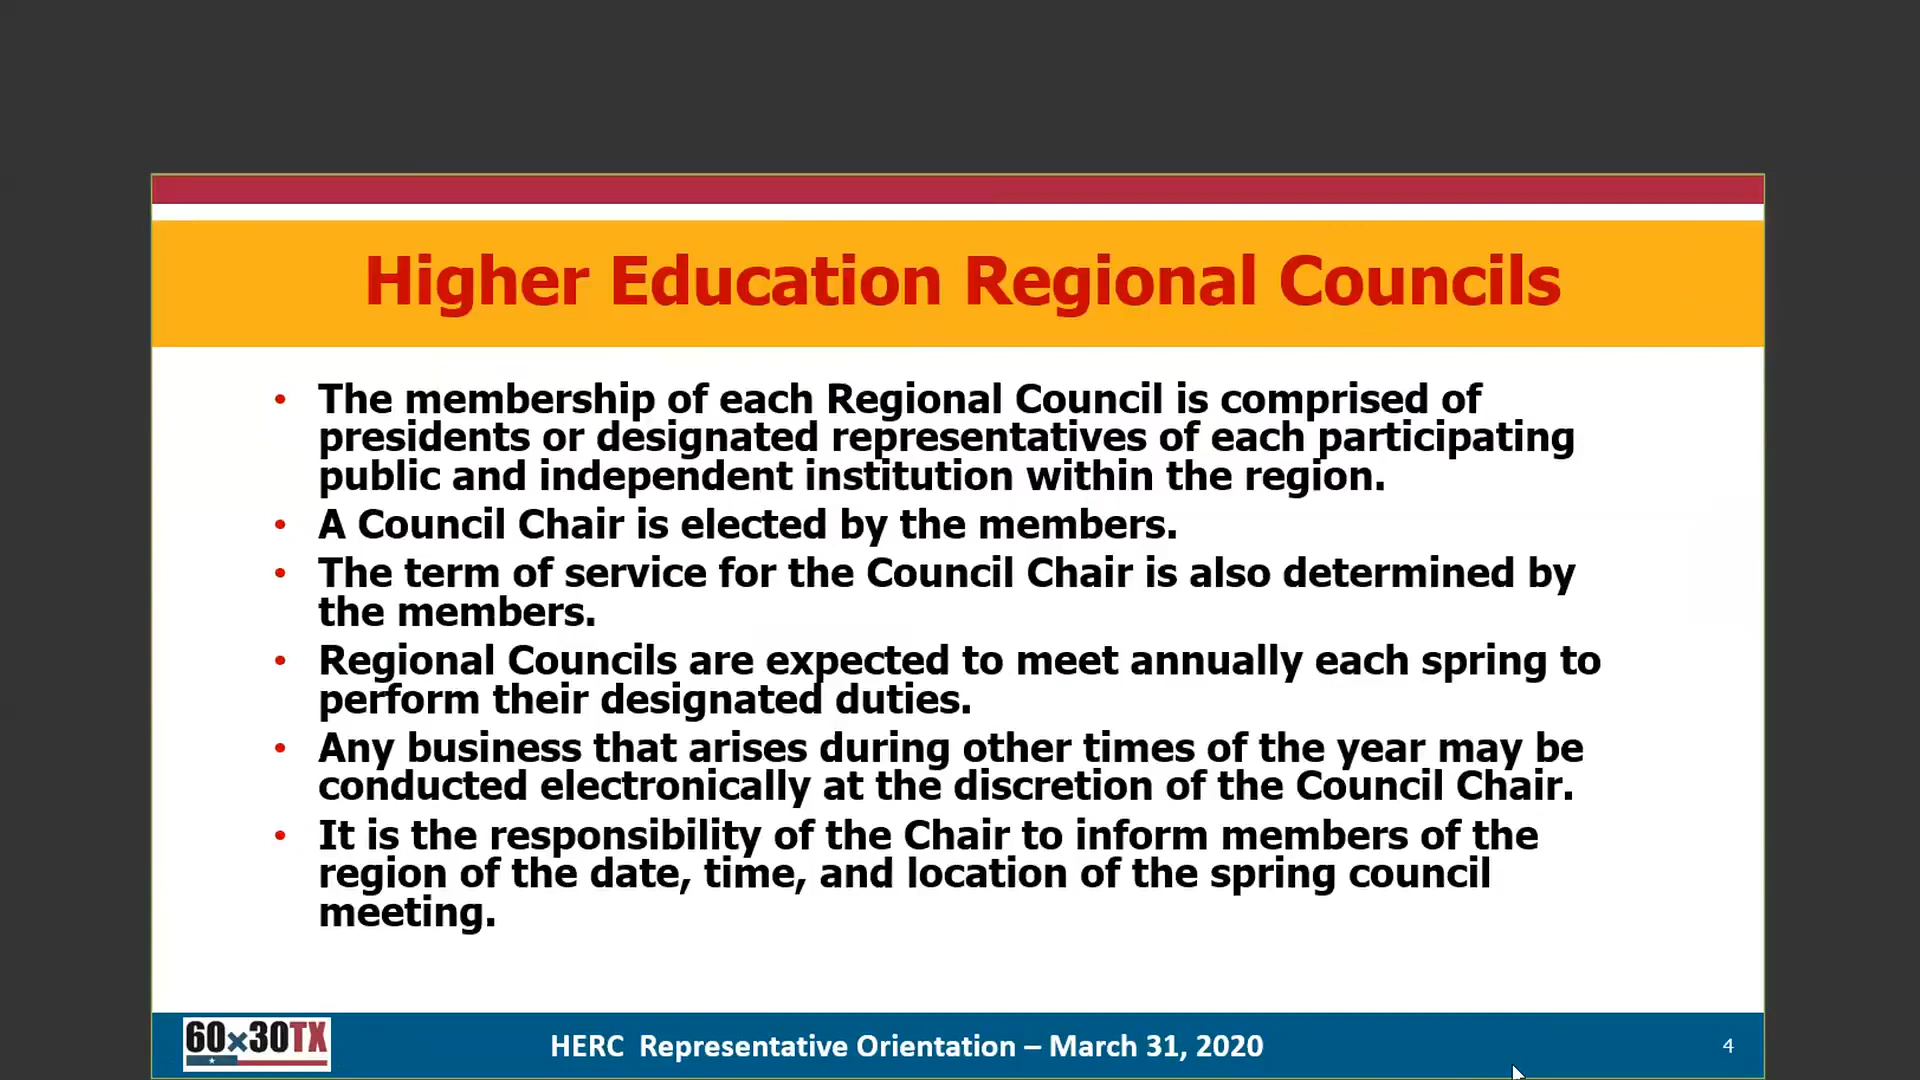 Higher Education Regional Councils
• The membership of each Regional Council is comprised of
presidents or designated representatives of each participating
public and independent institution within the region.
• A Council Chair is elected by the members.
• The term of service for the Council Chair is also determined by
the members.
• Regional Councils are expected to meet annually each spring to
perform their designated duties.
• Any business that arises during other times of the year may be
conducted electronically at the discretion of the Council Chair.
• It is the responsibility of the Chair to inform members of the
region of the date, time, and location of the spring council
meeting.
60x30TX
HERC Representative Orientation – March 31, 2020
4